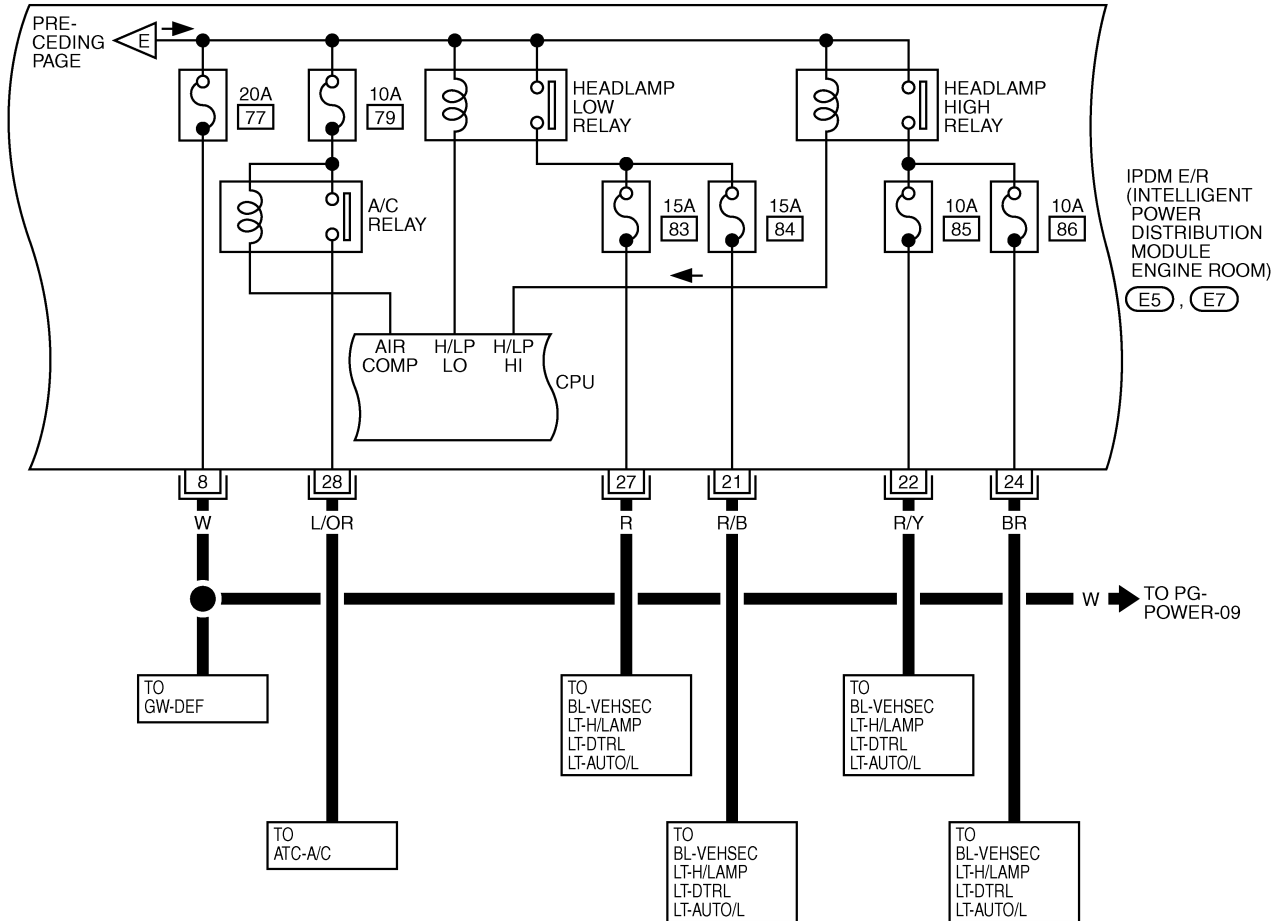 PRE-
CEDING
PAGE
E
20A
77
10A
79
HEADLAMP
LOW
RELAY
HEADLAMP
HIGH
RELAY
A/C
RELAY
15A
83
15A
84
10A
85
10A
86
IPDM E/R
(INTELLIGENT
POWER
DISTRIBUTION
MODULE
ENGINE ROOM)
E5 , E7
AIR
COMP
H/LP
LO
H/LP
HI
CPU
8
28
27
21
22
24
W
L/OR
R
R/B
R/Y
BR
W
TO PG-
POWER-09
TO
GW-DEF
TO
BL-VEHSEC
LT-H/LAMP
LT-DTRL
LT-AUTO/L
TO
BL-VEHSEC
LT-H/LAMP
LT-DTRL
LT-AUTO/L
TO
ATC-A/C
TO
BL-VEHSEC
LT-H/LAMP
LT-DTRL
LT-AUTO/L
TO
BL-VEHSEC
LT-H/LAMP
LT-DTRL
LT-AUTO/L